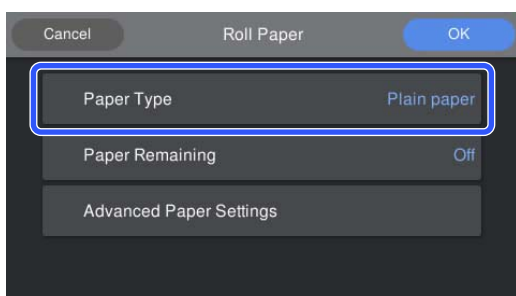 Cancel Roll Paper OK
Paper Type Plain paper
Paper Remaining Off
Advanced Paper Settings